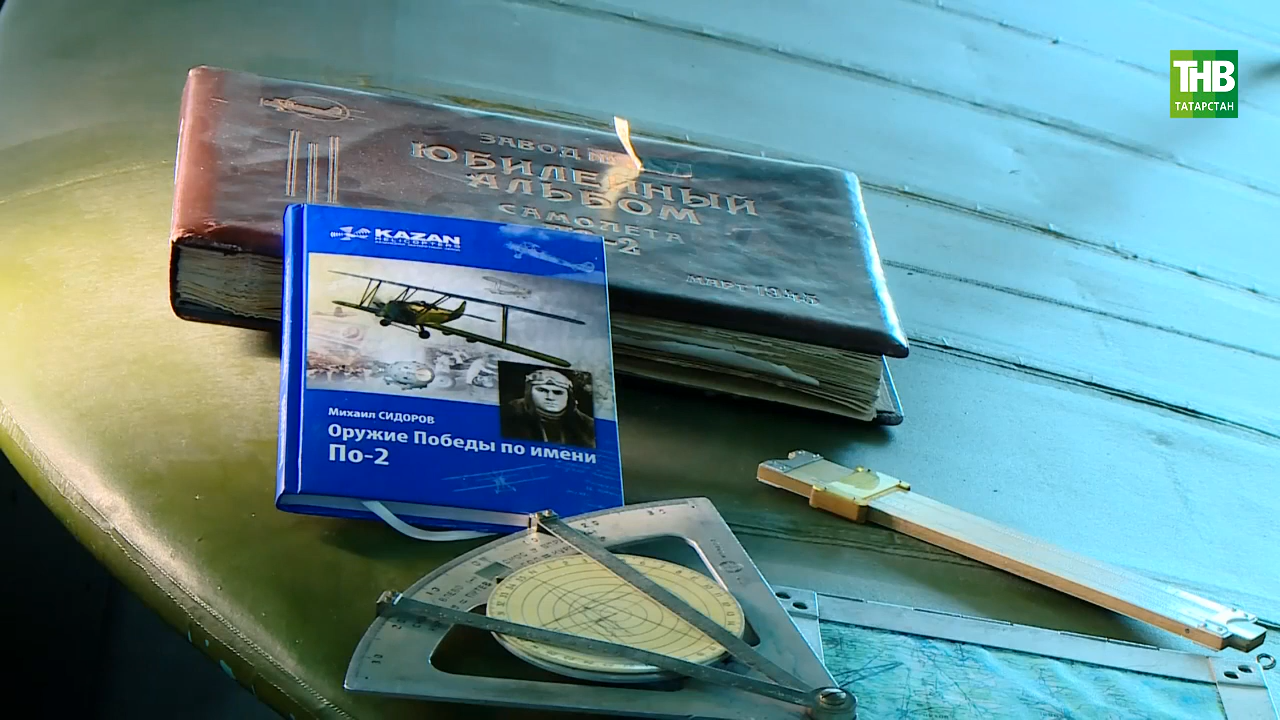 ТНВ
ТАТАРСТАН
ЗАВОД
ЮБИЛЕЙНЫЙ
АЛЬБОМ
САМОЛЕТА
-2
МАРТ 1945
KAZAN
HELICOPTERS
Михаил СИДОРОВ
Оружие Победы по имени
По-2